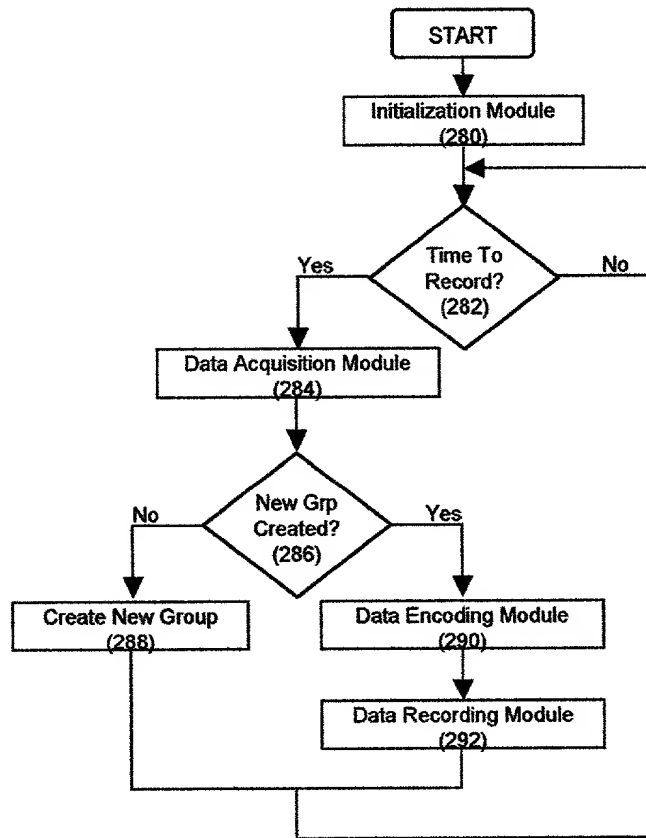 START
Initialization Module
(280)
Time To
Record?
(282)
Yes
No
Data Acquisition Module
(284)
New Grp
Created?
(286)
No
Yes
Create New Group
(288)
Data Encoding Module
(290)
Data Recording Module
(292)